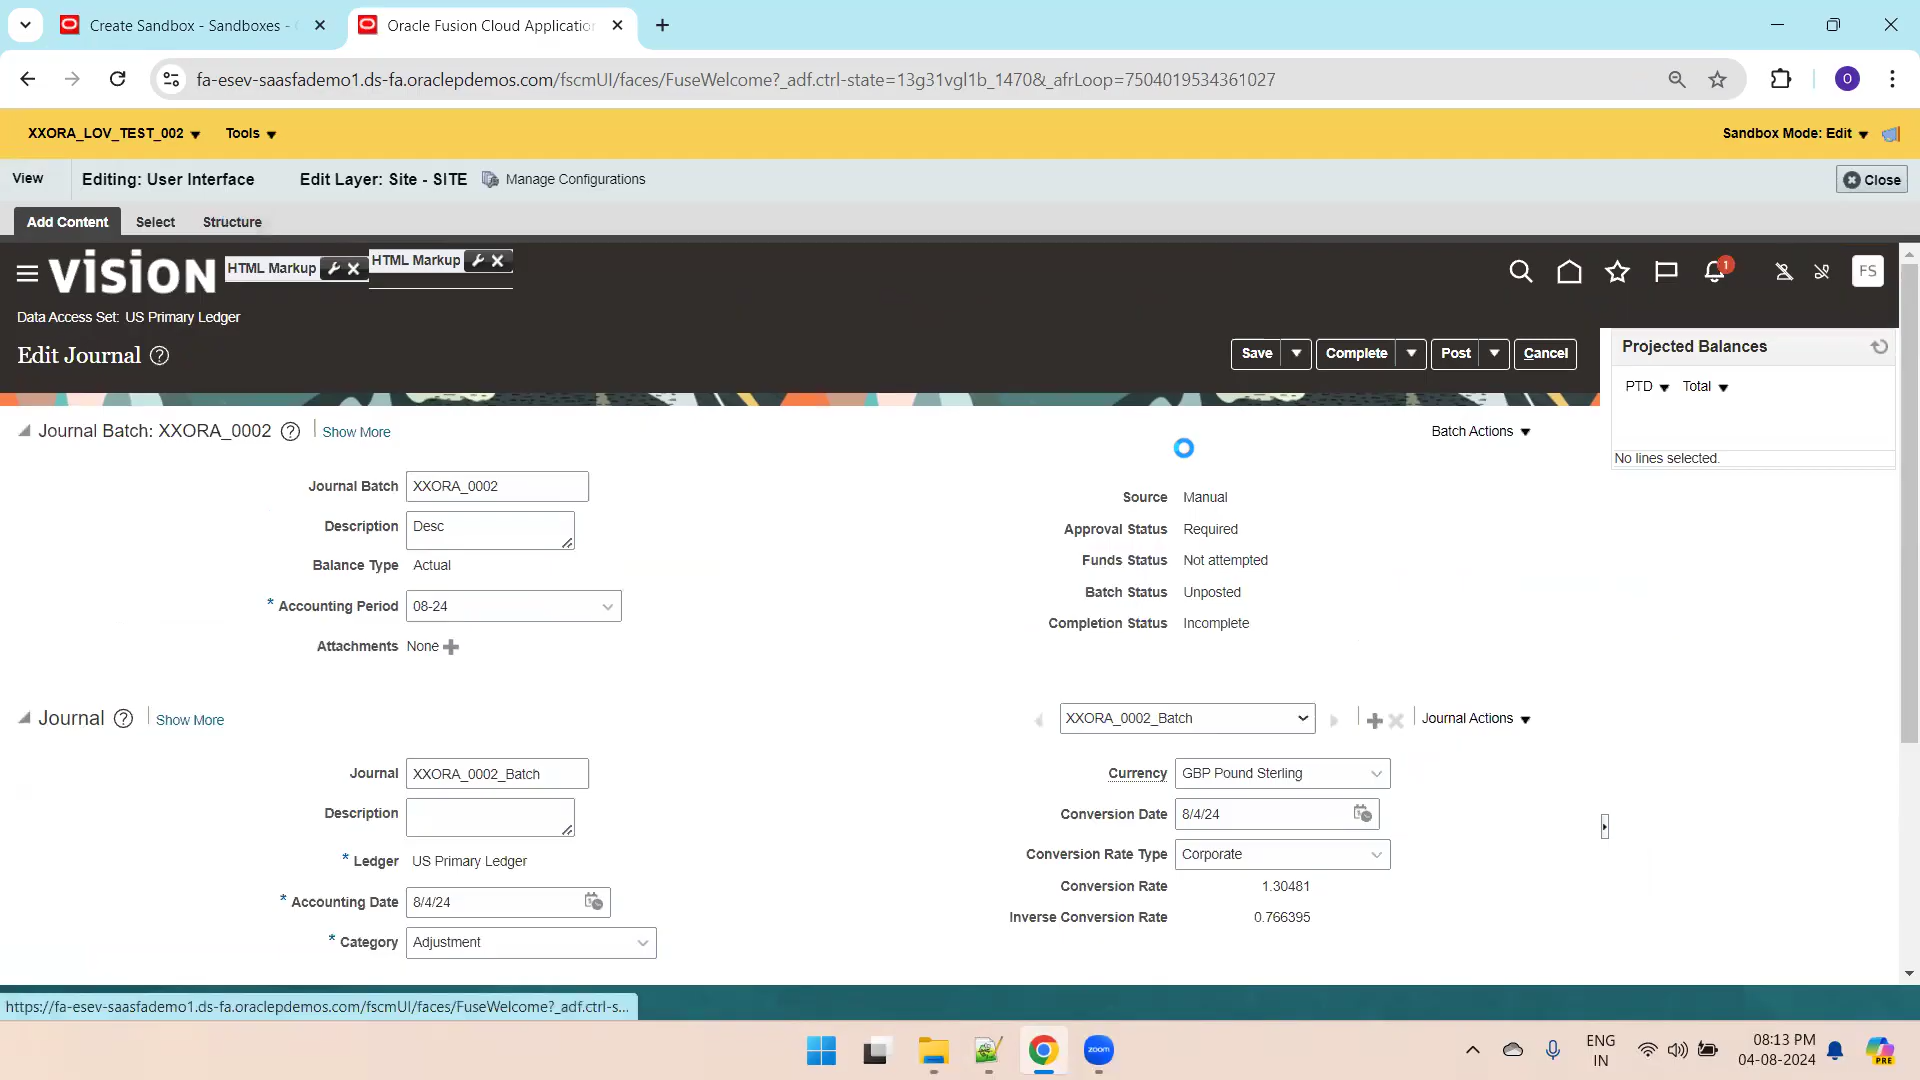 Create Sandbox - Sandboxes -
Oracle Fusion Cloud Applicatio
fa-esev-saasfademo1.ds-fa.oraclepdemos.com/fscmUI/faces/FuseWelcome?_adf.ctrl-state=13g31vgl1b_1470&_afrLoop=7504019534361027
O
XXORA_LOV_TEST_002
Tools
Sandbox Mode: Edit
View
Editing: User Interface
Edit Layer: Site - SITE
Manage Configurations
Close
Add Content
Select
Structure
vision
HTML Markup
HTML Markup
1
FS
Data Access Set: US Primary Ledger
Edit Journal
Save
Complete
Post
Cancel
Projected Balances
PTD
Total
No lines selected.
Journal Batch: XXORA_0002
Show More
Batch Actions
Journal Batch XXORA_0002
Description Desc
Balance Type Actual
* Accounting Period 08-24
Attachments None
Source Manual
Approval Status Required
Funds Status Not attempted
Batch Status Unposted
Completion Status Incomplete
Journal
Show More
XXORA_0002_Batch
Journal Actions
Journal XXORA_0002_Batch
Description
* Ledger US Primary Ledger
* Accounting Date 8/4/24
* Category Adjustment
Currency GBP Pound Sterling
Conversion Date 8/4/24
Conversion Rate Type Corporate
Conversion Rate 1.30481
Inverse Conversion Rate 0.766395
https://fa-esev-saasfademo1.ds-fa.oraclepdemos.com/fscmUI/faces/FuseWelcome?_adf.ctrl-s...
zoom
ENG
IN
08:13 PM
04-08-2024
PRE